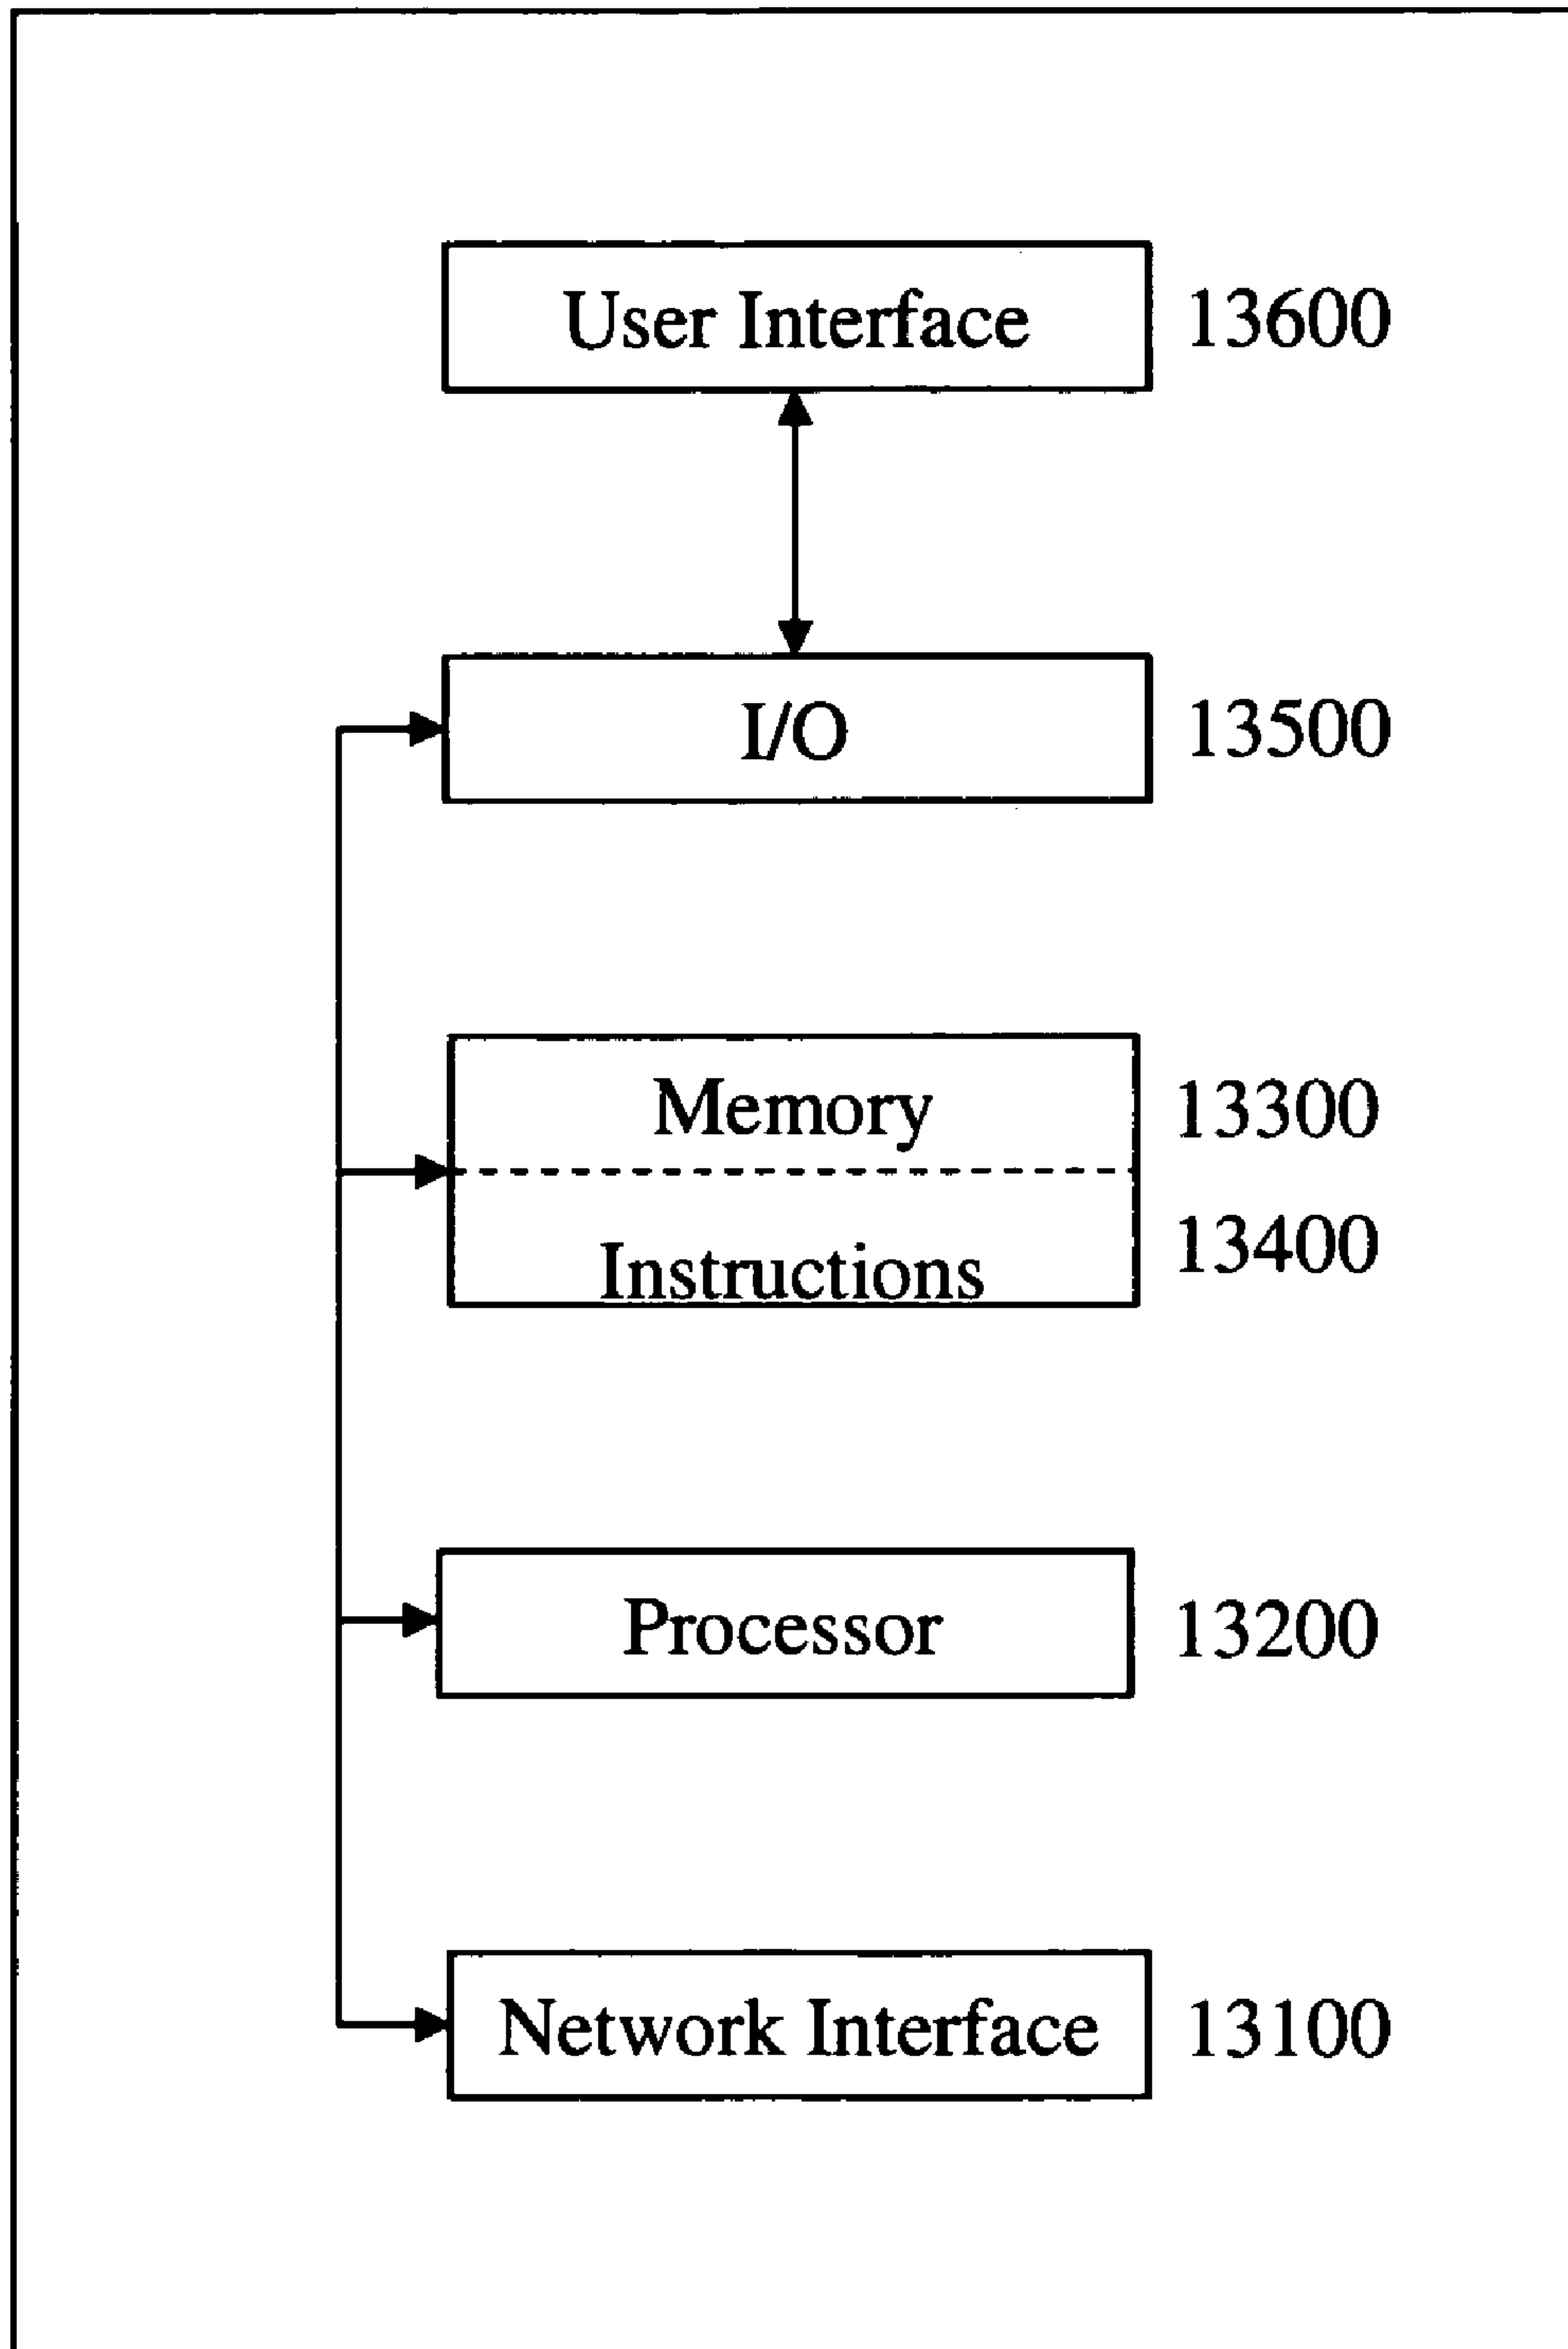 User Interface 13600
I/O 13500
Memory 13300
Instructions 13400
Processor 13200
Network Interface 13100